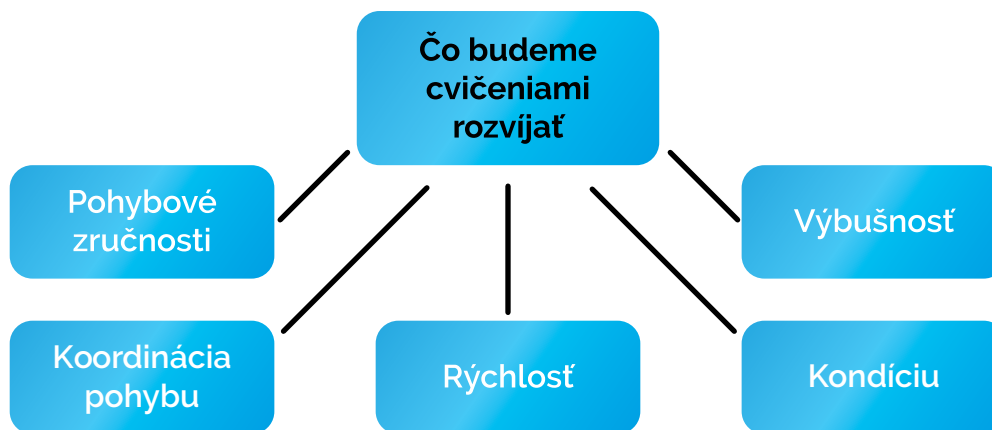 Čo budeme
cvičeniami
rozvíjať
Pohybové
zručnosti
Výbušnosť
Koordinácia
pohybu
Rýchlosť
Kondíciu